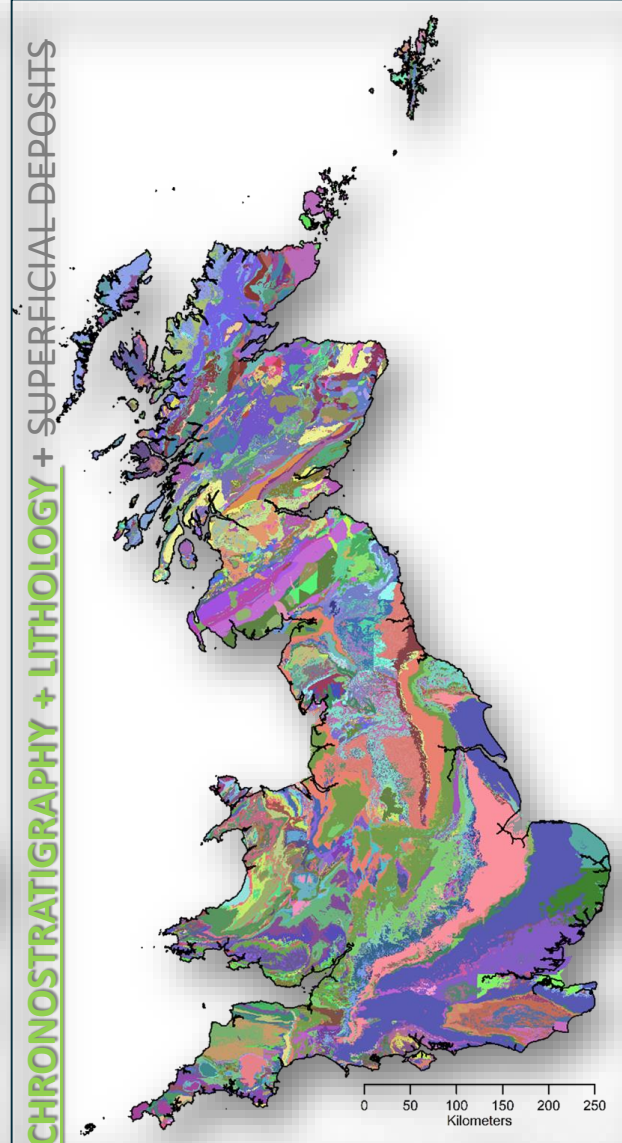 CHRONOSTRATIGRAPHY + LITHOLOGY + SUPERFICIAL DEPOSITS
0 50 100 150 200 250
Kilometers